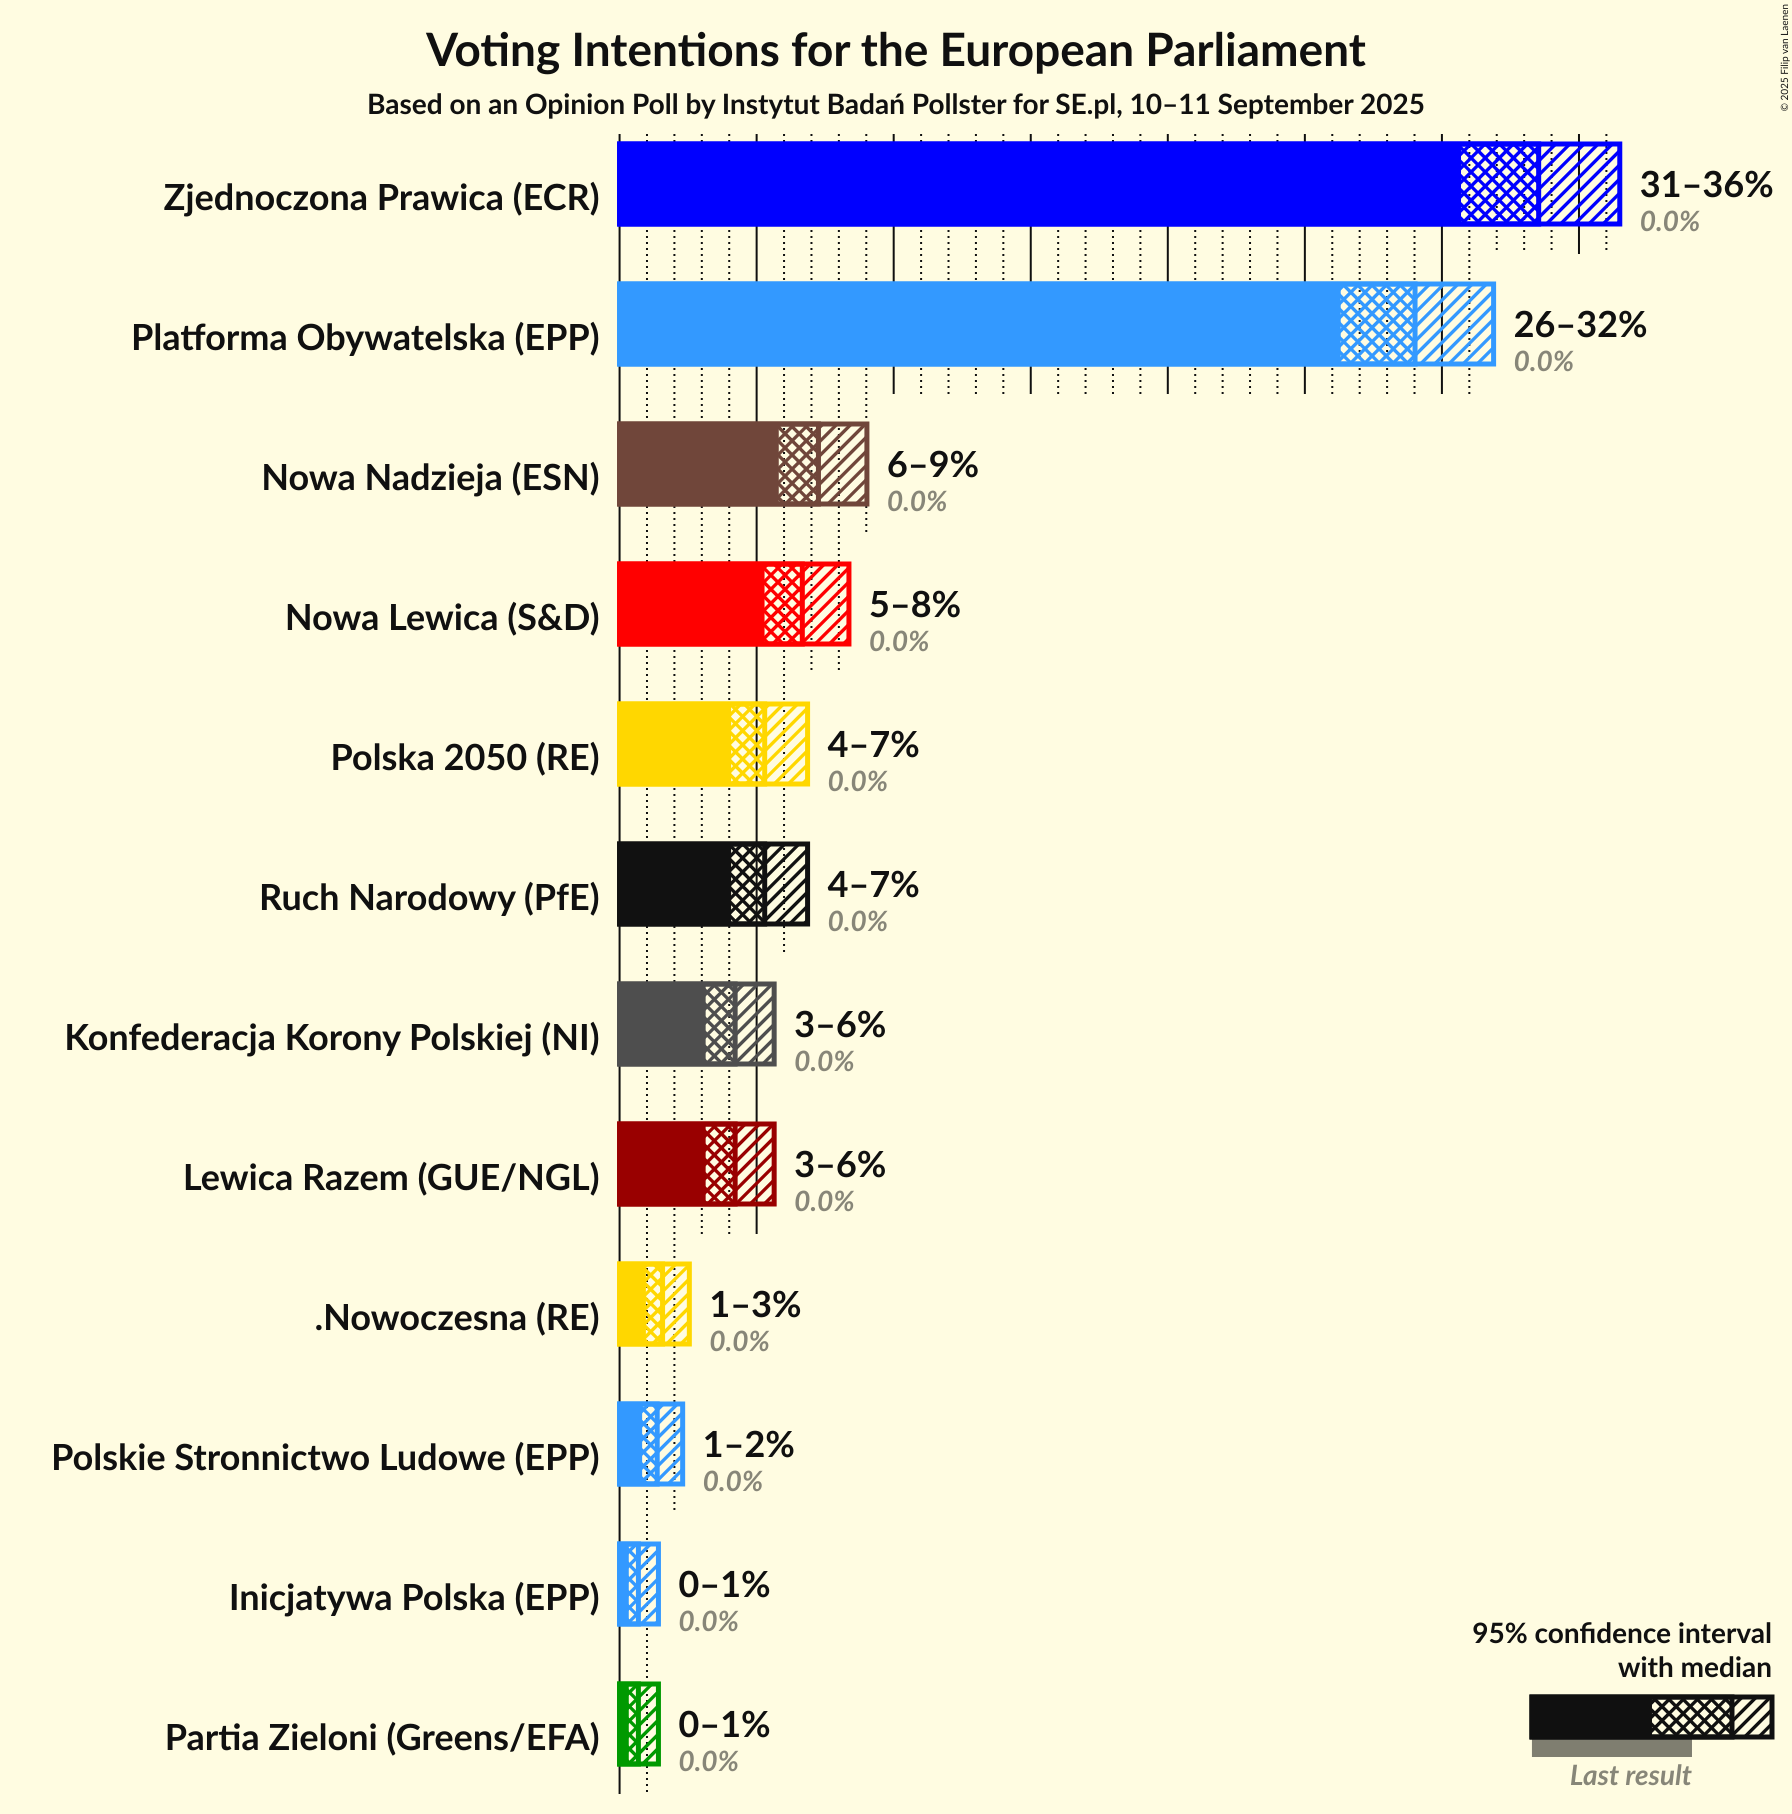 Voting Intentions for the European Parliament
Based on an Opinion Poll by Instytut Badań Pollster for SE.pl, 10–11 September 2025
© 2025 Filip van Laenen
Zjednoczona Prawica (ECR)
31–36%
0.0%
Platforma Obywatelska (EPP)
26–32%
0.0%
Nowa Nadzieja (ESN)
6–9%
0.0%
Nowa Lewica (S&D)
5–8%
0.0%
Polska 2050 (RE)
4–7%
0.0%
Ruch Narodowy (PfE)
4–7%
0.0%
Konfederacja Korony Polskiej (NI)
3–6%
0.0%
Lewica Razem (GUE/NGL)
3–6%
0.0%
.Nowoczesna (RE)
1–3%
0.0%
Polskie Stronnictwo Ludowe (EPP)
1–2%
0.0%
Inicjatywa Polska (EPP)
0–1%
0.0%
Partia Zieloni (Greens/EFA)
0–1%
0.0%
95% confidence interval
with median
Last result